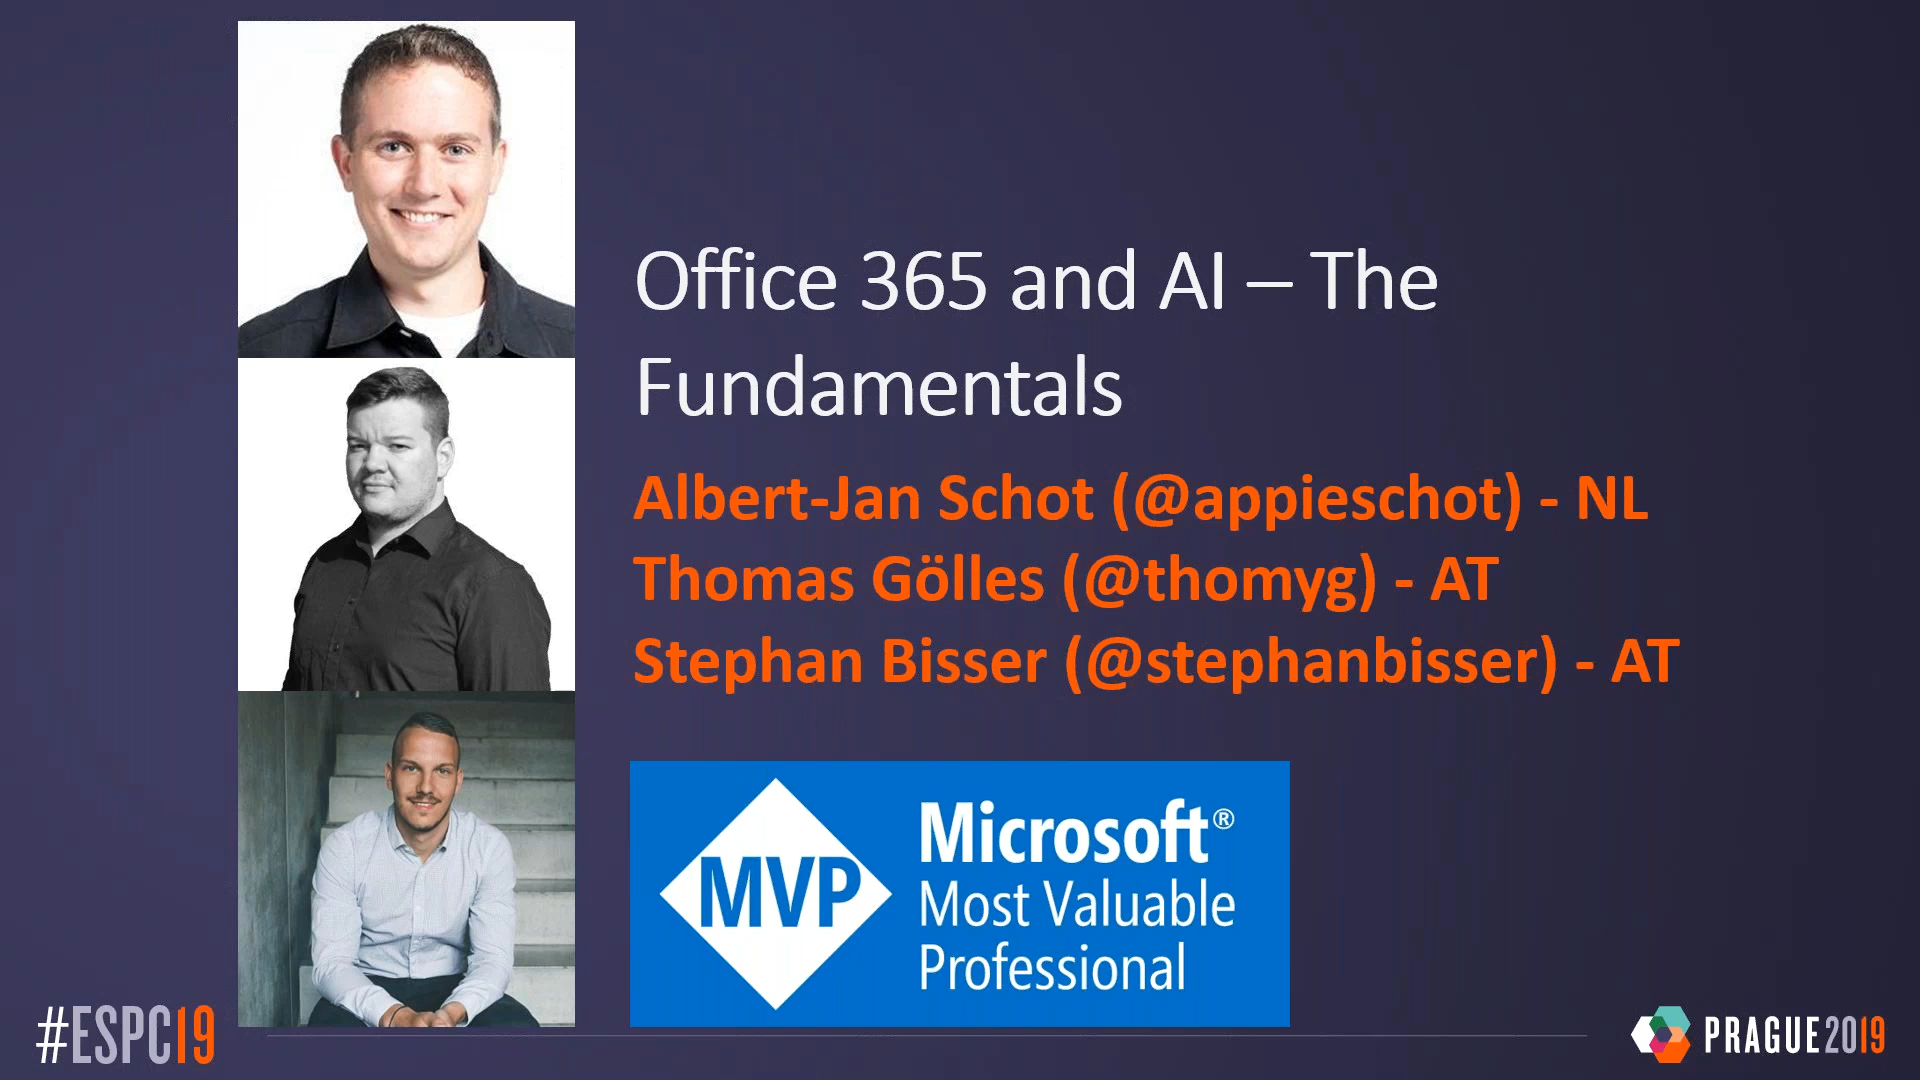 Office 365 and AI – The
Fundamentals
Albert-Jan Schot (@appieschot) - NL
Thomas Gölles (@thomyg) - AT
Stephan Bisser (@stephanbisser) - AT
MVP
Microsoft®
Most Valuable
Professional
#ESPC19
PRAGUE2019